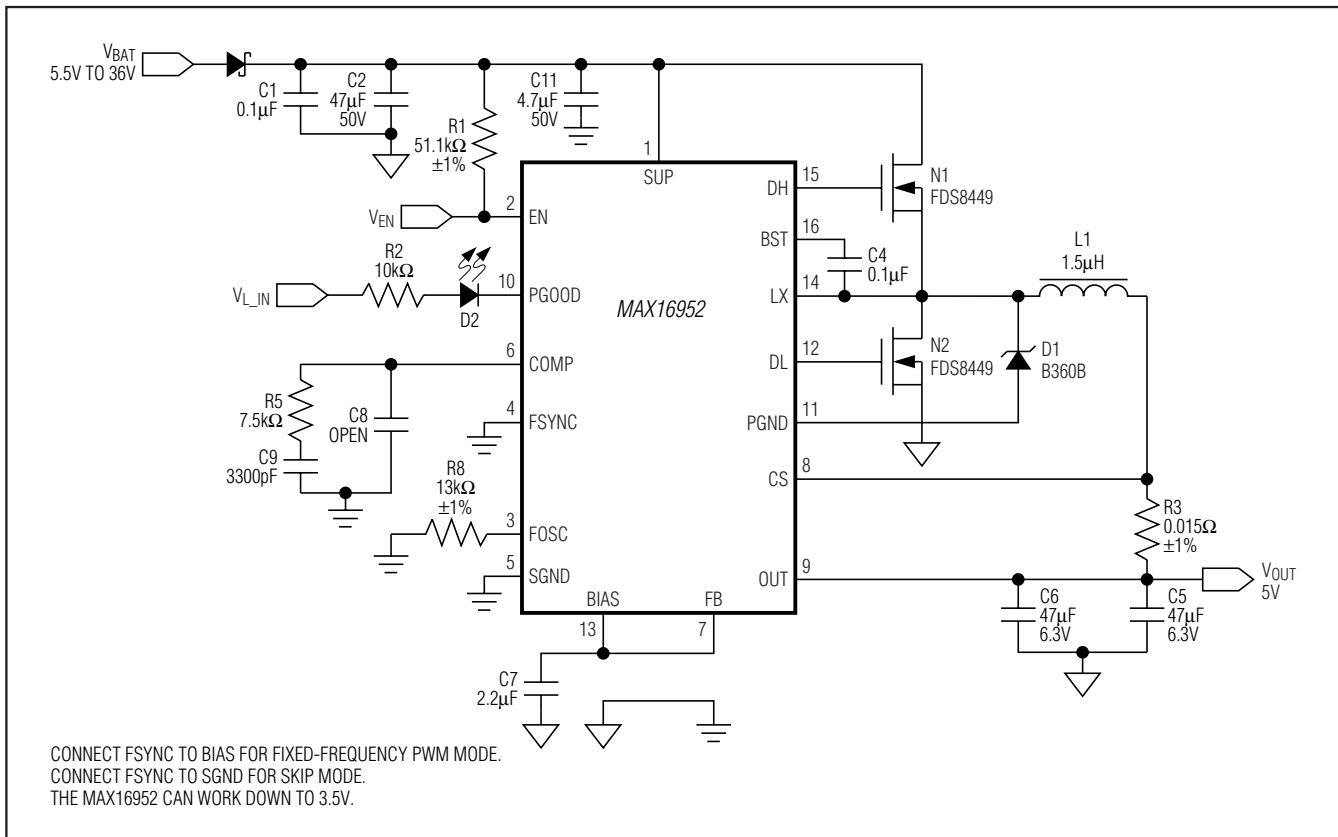 V_BAT
5.5V TO 36V
C1
0.1µF
C2
47µF
50V
R1
51.1kΩ
±1%
C11
4.7µF
50V
1
SUP
V_EN
2
EN
R2
10kΩ
V_L_IN
D2
10
PGOOD
6
COMP
R5
7.5kΩ
C8
OPEN
C9
3300pF
4
FSYNC
R8
13kΩ
±1%
3
FOSC
5
SGND
MAX16952
BIAS
13
FB
7
C7
2.2µF
DH
15
N1
FDS8449
BST
16
C4
0.1µF
LX
14
L1
1.5µH
DL
12
N2
FDS8449
D1
B360B
PGND
11
CS
8
R3
0.015Ω
±1%
OUT
9
C6
47µF
6.3V
C5
47µF
6.3V
V_OUT
5V
CONNECT FSYNC TO BIAS FOR FIXED-FREQUENCY PWM MODE.
CONNECT FSYNC TO SGND FOR SKIP MODE.
THE MAX16952 CAN WORK DOWN TO 3.5V.